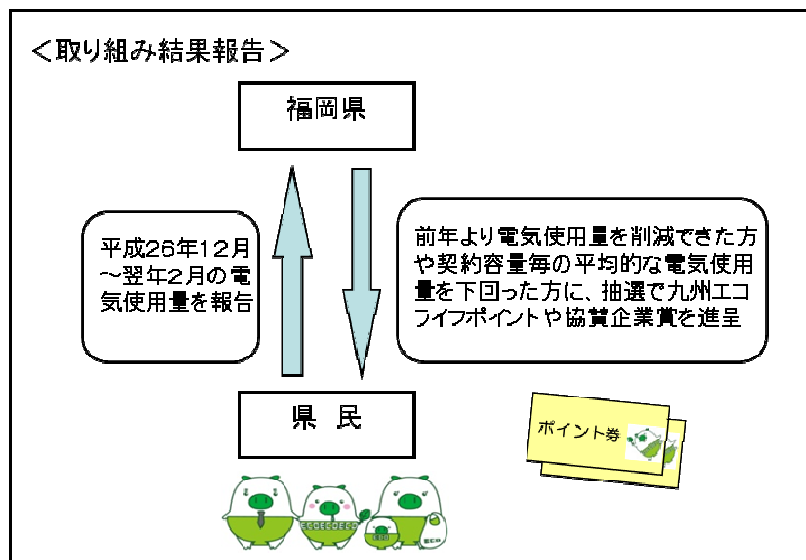 ＜取り組み結果報告＞
福岡県
平成26年12月
～翌年2月の電
気使用量を報告
前年より電気使用量を削減できた方
や契約容量毎の平均的な電気使用
量を下回った方に、抽選で九州エコ
ライフポイントや協賛企業賞を進呈
県 民
ポイント券